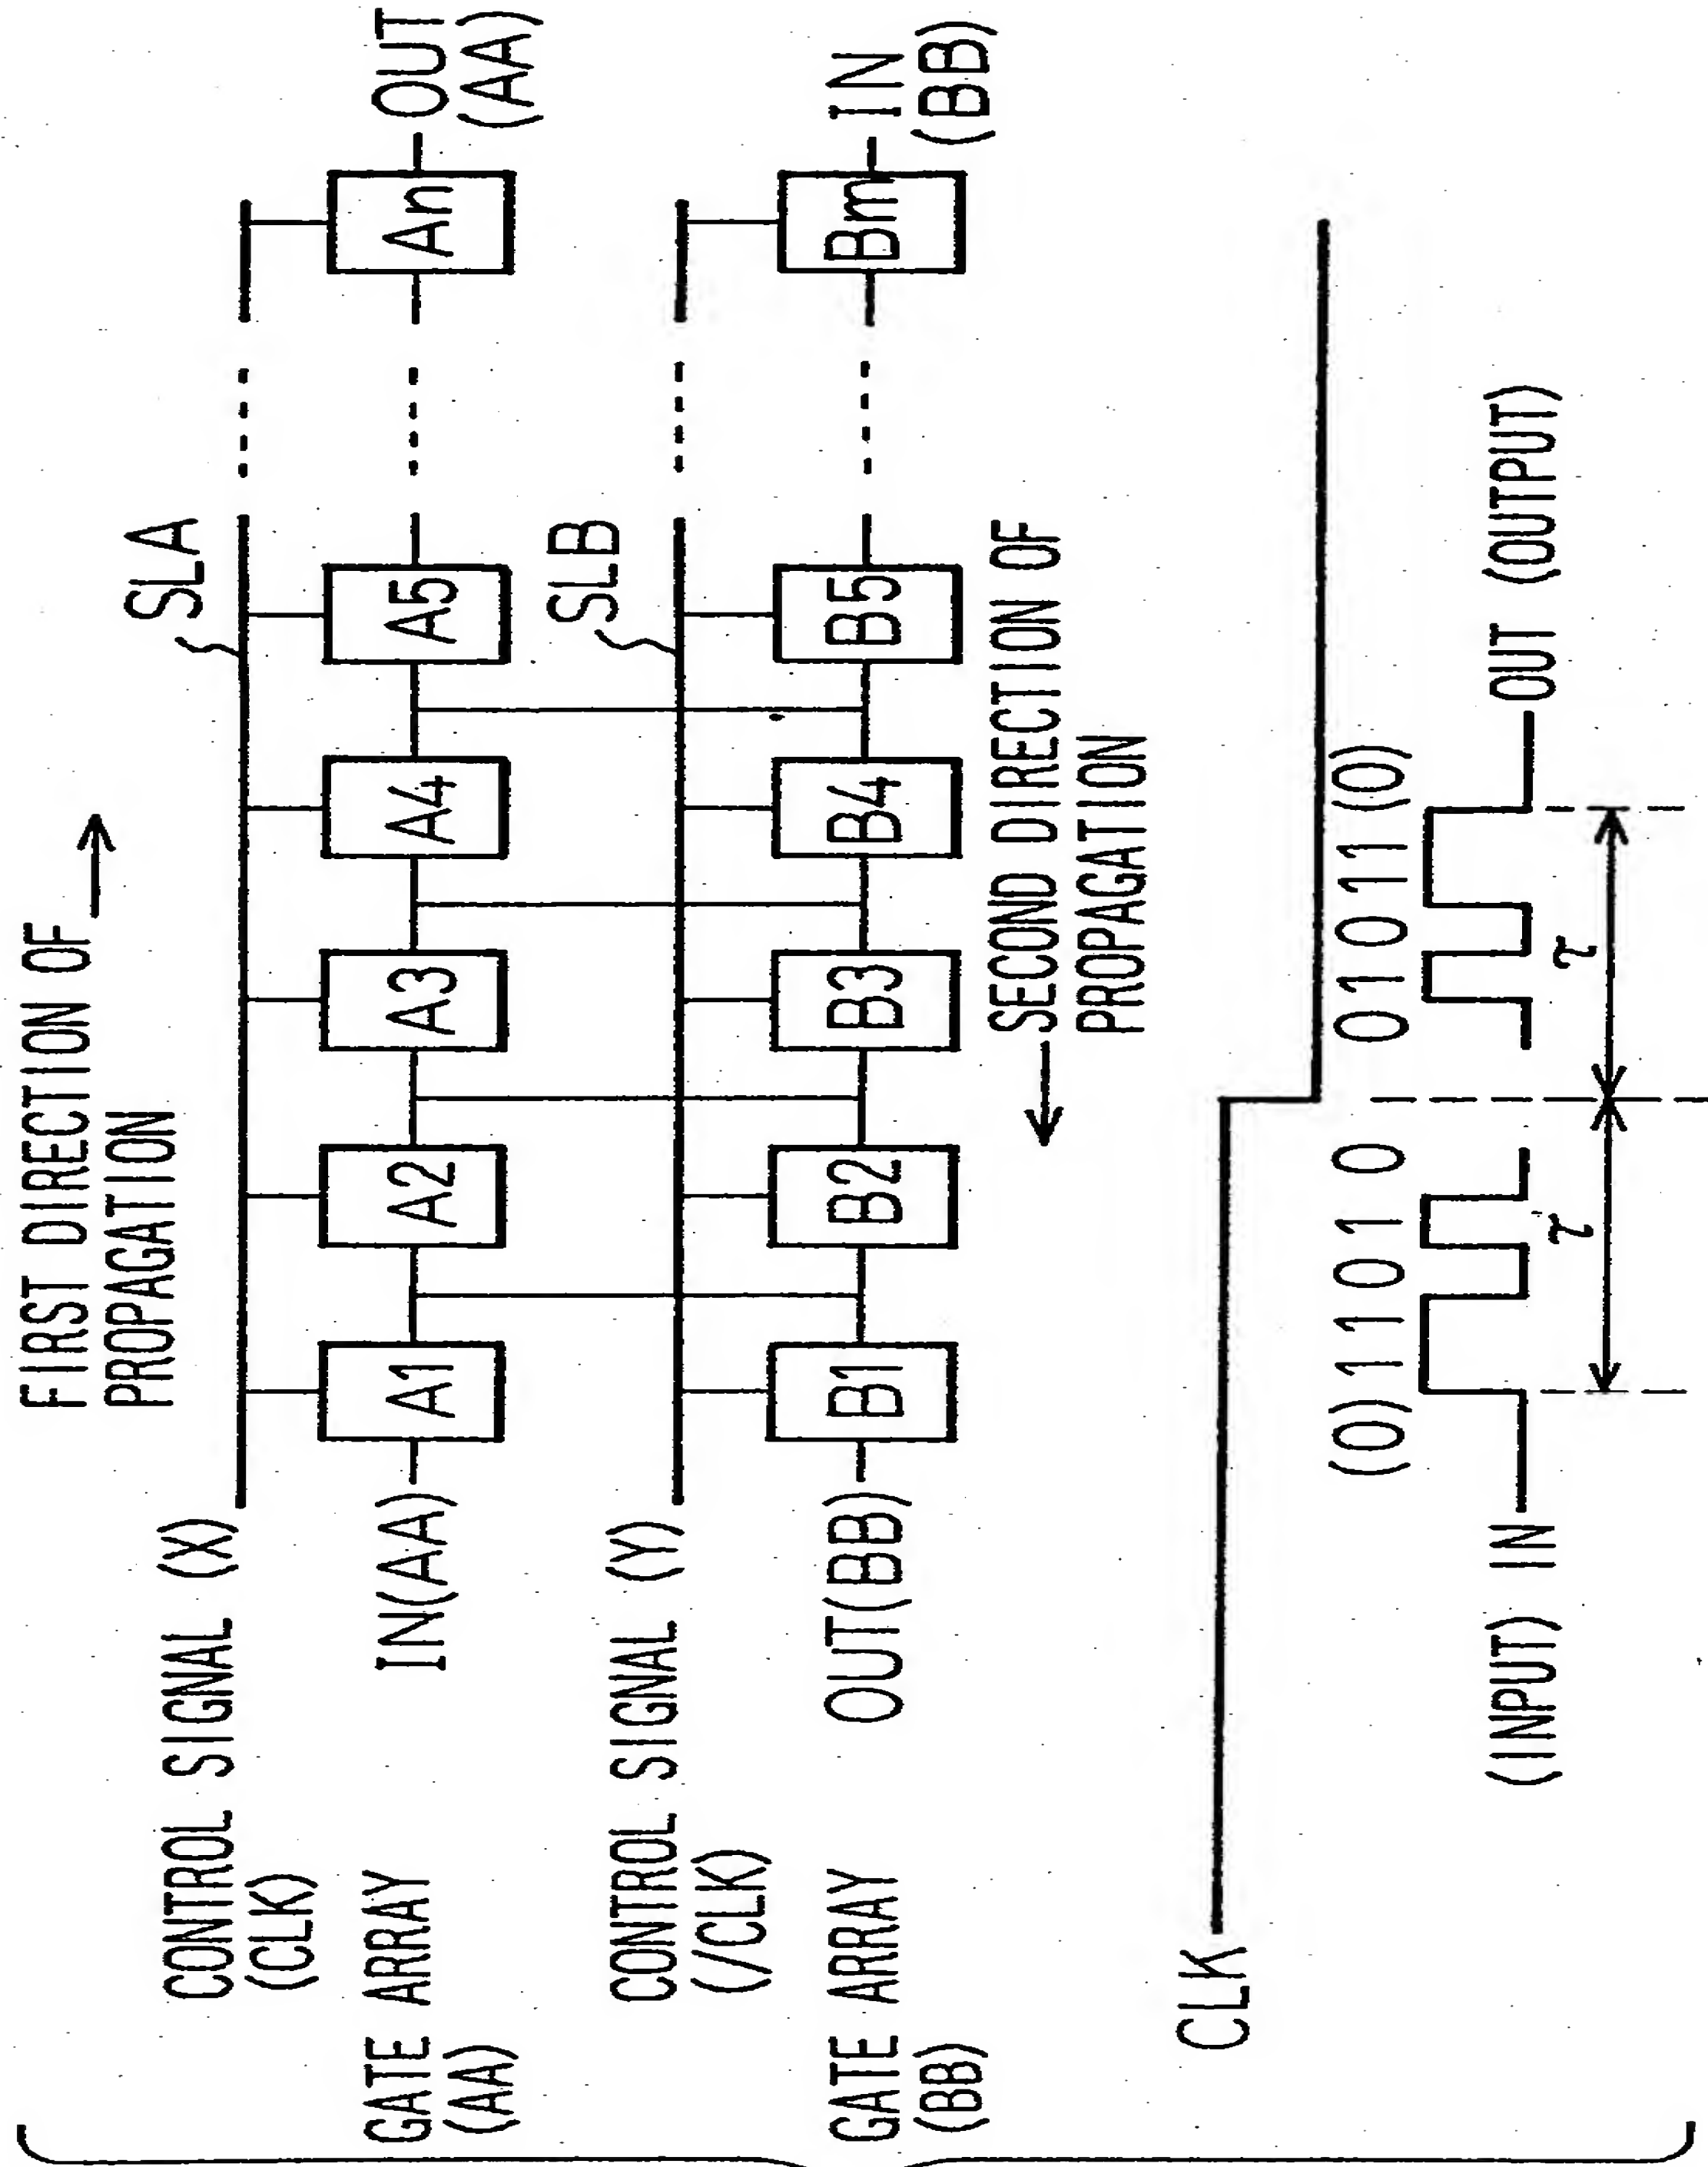 FIRST DIRECTION OF
PROPAGATION
CONTROL SIGNAL (X)
(CLK)
SLA
GATE ARRAY
(AA)
IN(AA)
A1
A2
A3
A4
A5
An
OUT
(AA)
CONTROL SIGNAL (Y)
(/CLK)
SLB
GATE ARRAY
(BB)
OUT(BB)
B1
B2
B3
B4
B5
Bm
IN
(BB)
SECOND DIRECTION OF
PROPAGATION
CLK
(0) 1 1 0 1 0
0 1 0 1 1 (0)
(INPUT) IN
OUT (OUTPUT)
τ
τ